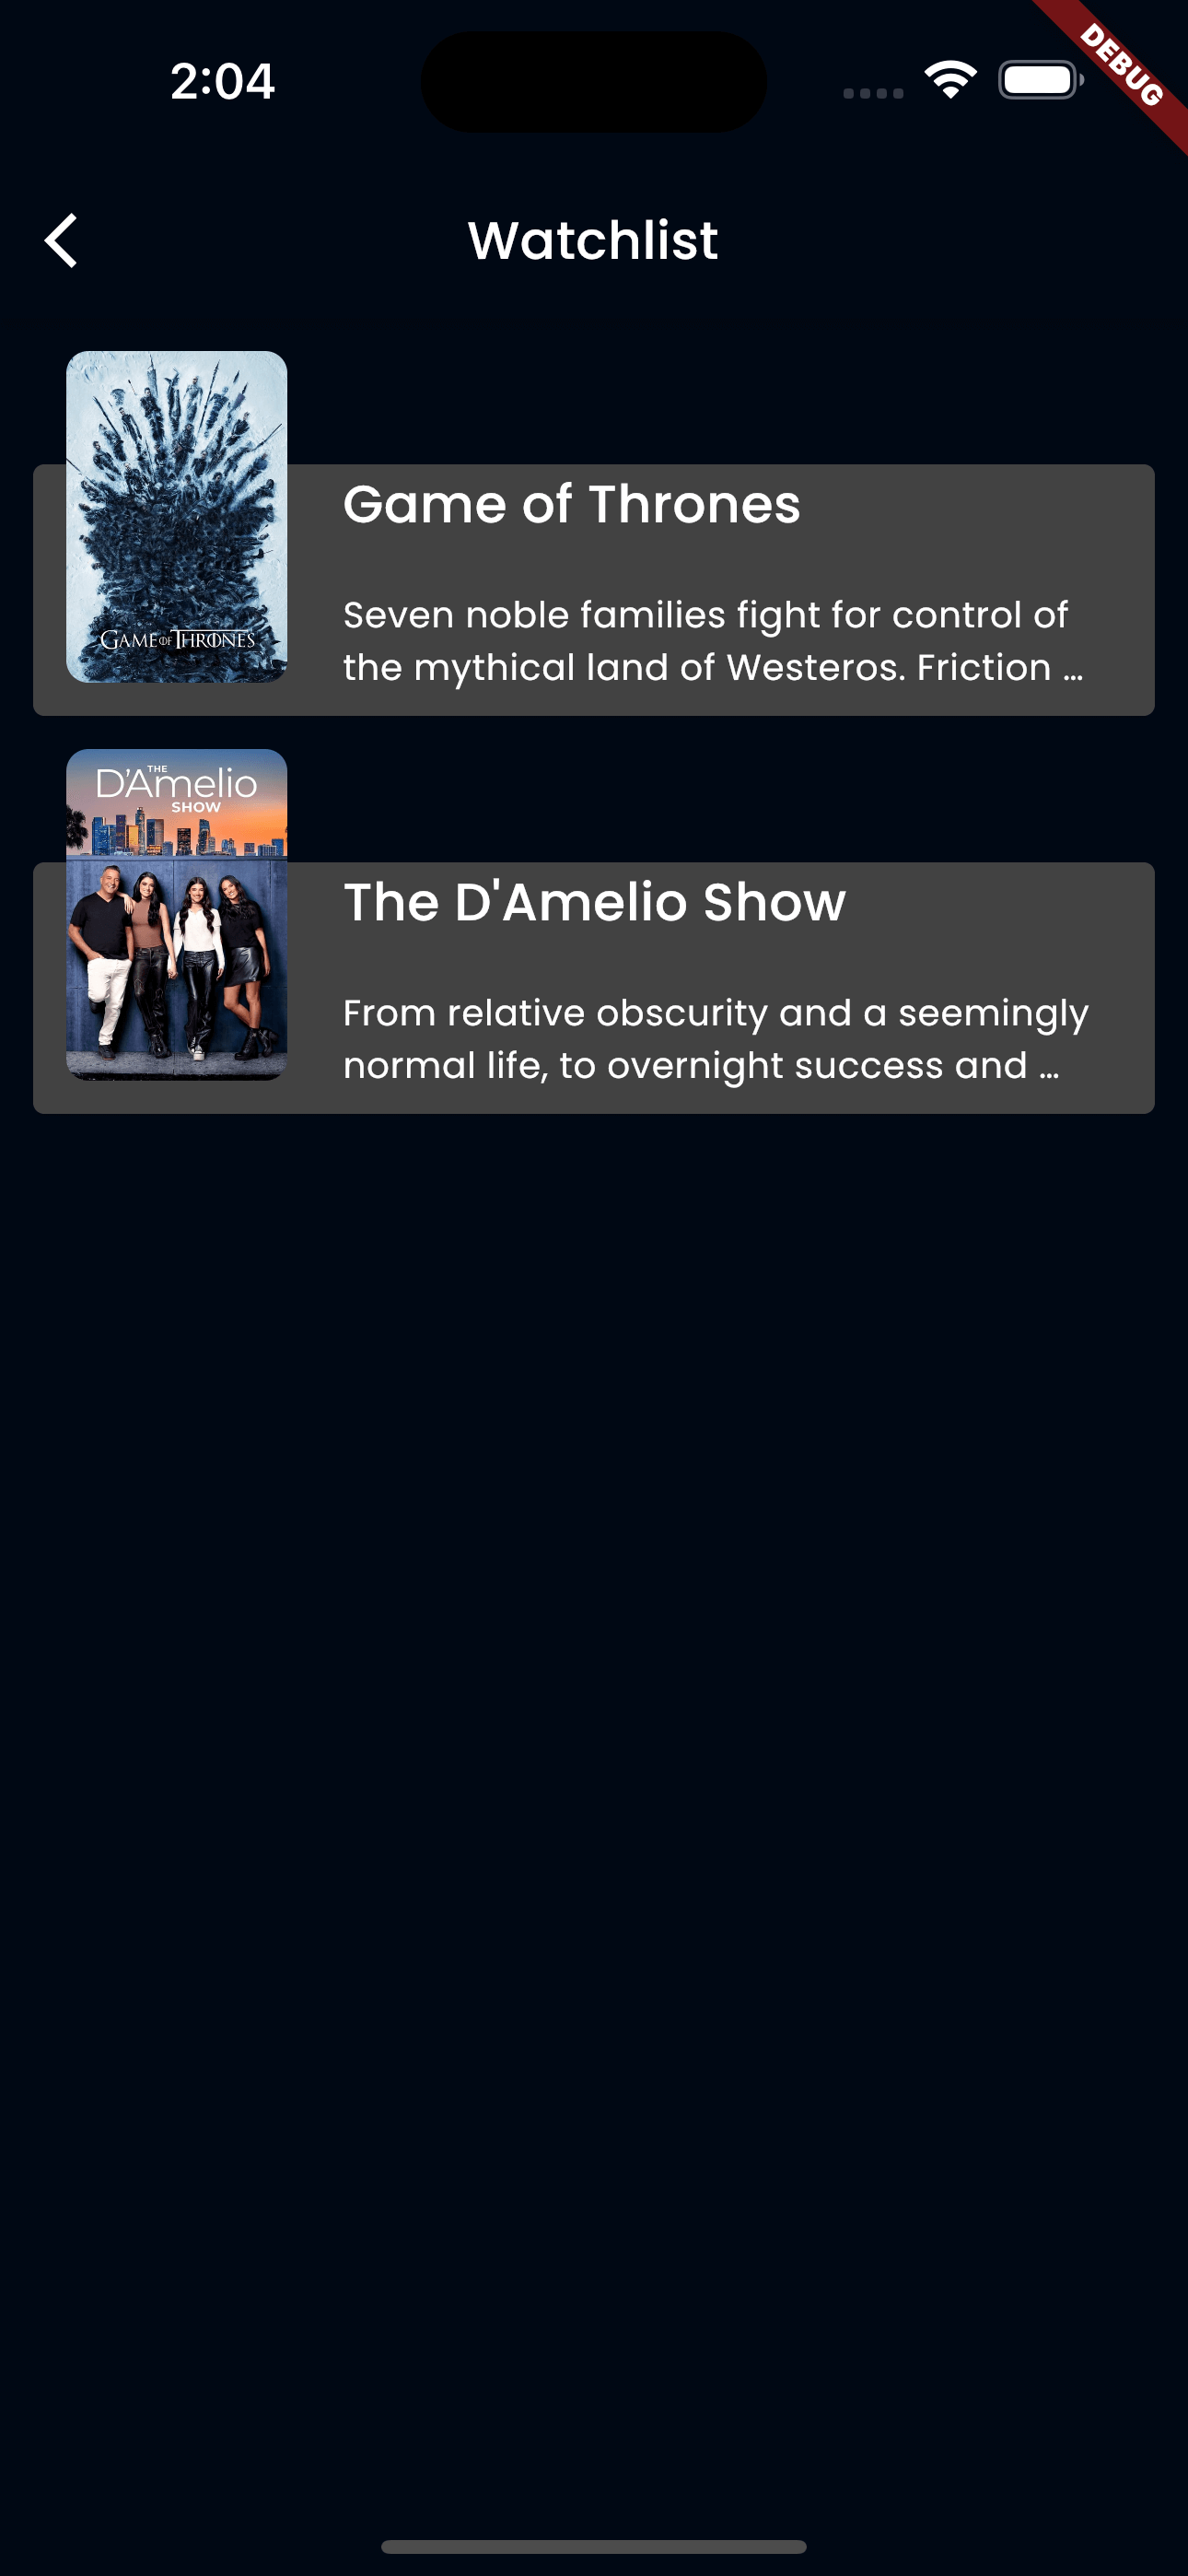 2:04
DEBUG
Watchlist
GAME OF THRONES
Game of Thrones
Seven noble families fight for control of
the mythical land of Westeros. Friction ...
THE
D'Amelio
SHOW
The D'Amelio Show
From relative obscurity and a seemingly
normal life, to overnight success and ...